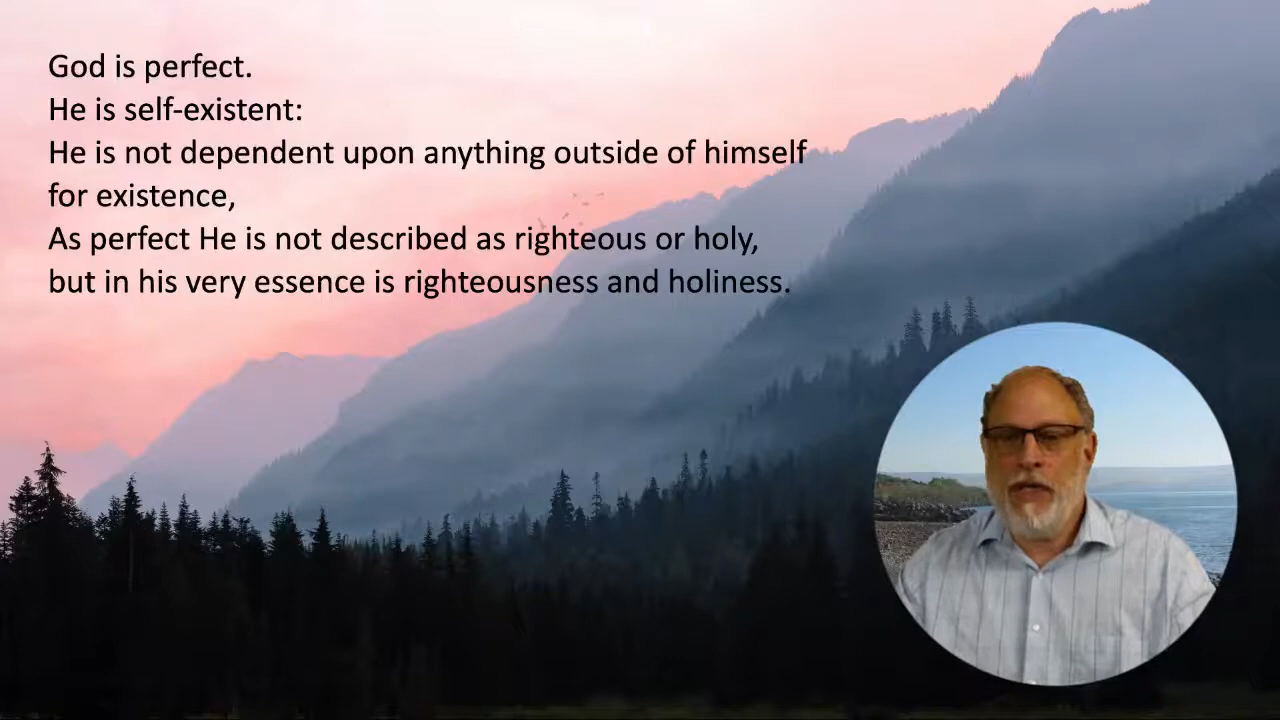 God is perfect.
He is self-existent:
He is not dependent upon anything outside of himself
for existence,
As perfect He is not described as righteous or holy,
but in his very essence is righteousness and holiness.